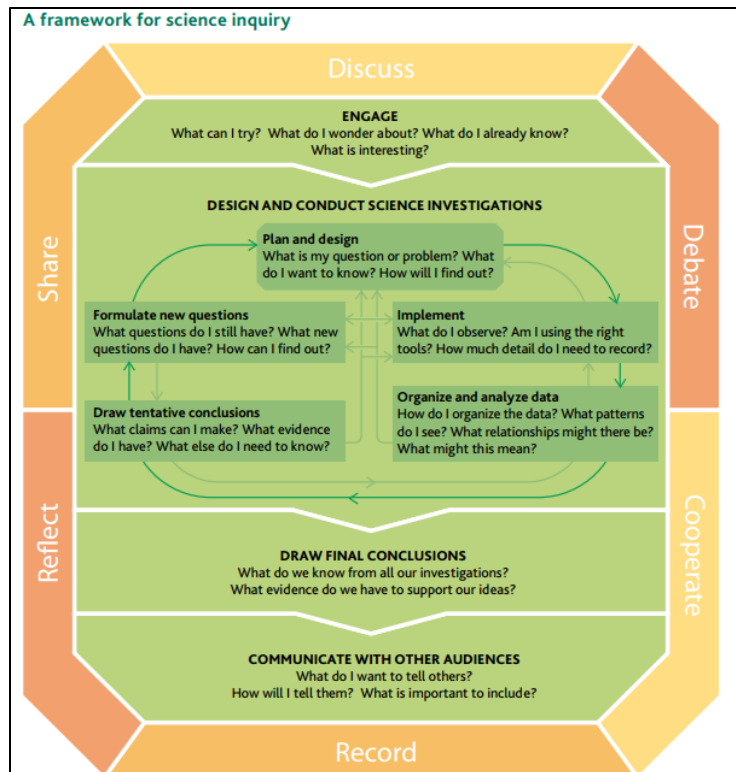 A framework for science inquiry
Discuss
ENGAGE
What can I try?  What do I wonder about? What do I already know?
What is interesting?
Share
Debate
DESIGN AND CONDUCT SCIENCE INVESTIGATIONS
Plan and design
What is my question or problem? What
do I want to know? How will I find out?
Formulate new questions
What questions do I still have? What new
questions do I have? How can I find out?
Implement
What do I observe? Am I using the right
tools? How much detail do I need to record?
Draw tentative conclusions
What claims can I make? What evidence
do I have? What else do I need to know?
Organize and analyze data
How do I organize the data? What patterns
do I see? What relationships might there be?
What might this mean?
Reflect
Cooperate
DRAW FINAL CONCLUSIONS
What do we know from all our investigations?
What evidence do we have to support our ideas?
COMMUNICATE WITH OTHER AUDIENCES
What do I want to tell others?
How will I tell them?  What is important to include?
Record